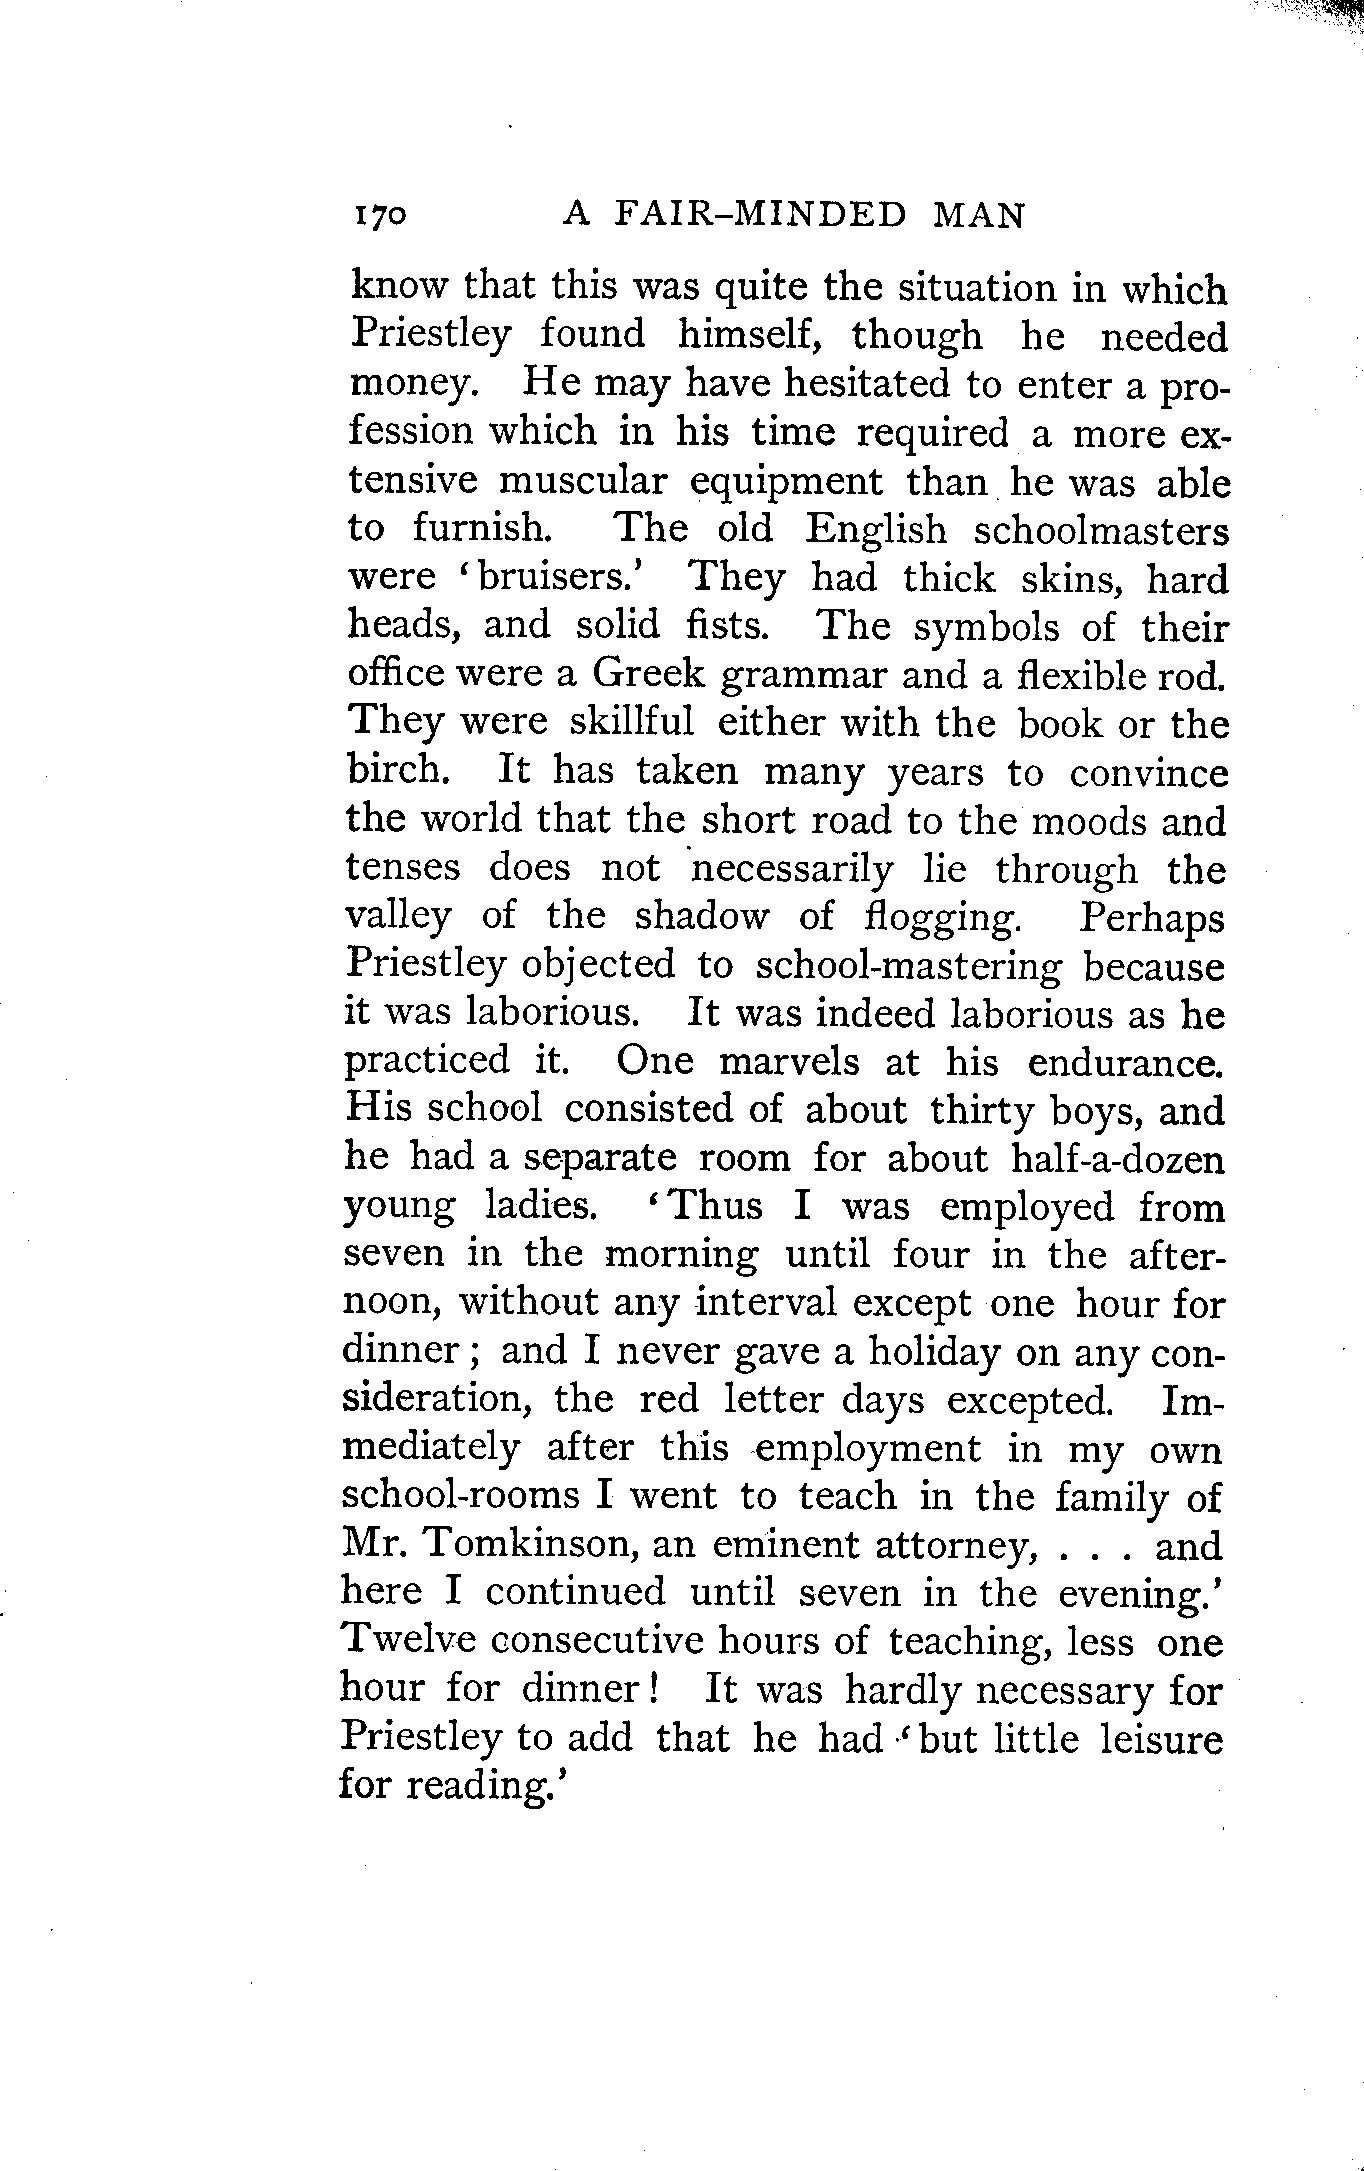 170 A FAIR-MINDED MAN
know that this was quite the situation in which
Priestley found himself, though he needed
money. He may have hesitated to enter a pro-
fession which in his time required a more ex-
tensive muscular equipment than he was able
to furnish. The old English schoolmasters
were ‘bruisers.’ They had thick skins, hard
heads, and solid fists. The symbols of their
office were a Greek grammar and a flexible rod.
They were skillful either with the book or the
birch. It has taken many years to convince
the world that the short road to the moods and
tenses does not necessarily lie through the
valley of the shadow of flogging. Perhaps
Priestley objected to school-mastering because
it was laborious. It was indeed laborious as he
practiced it. One marvels at his endurance.
His school consisted of about thirty boys, and
he had a separate room for about half-a-dozen
young ladies. ‘Thus I was employed from
seven in the morning until four in the after-
noon, without any interval except one hour for
dinner; and I never gave a holiday on any con-
sideration, the red letter days excepted. Im-
mediately after this employment in my own
school-rooms I went to teach in the family of
Mr. Tomkinson, an eminent attorney, . . . and
here I continued until seven in the evening.’
Twelve consecutive hours of teaching, less one
hour for dinner! It was hardly necessary for
Priestley to add that he had ‘but little leisure
for reading.’